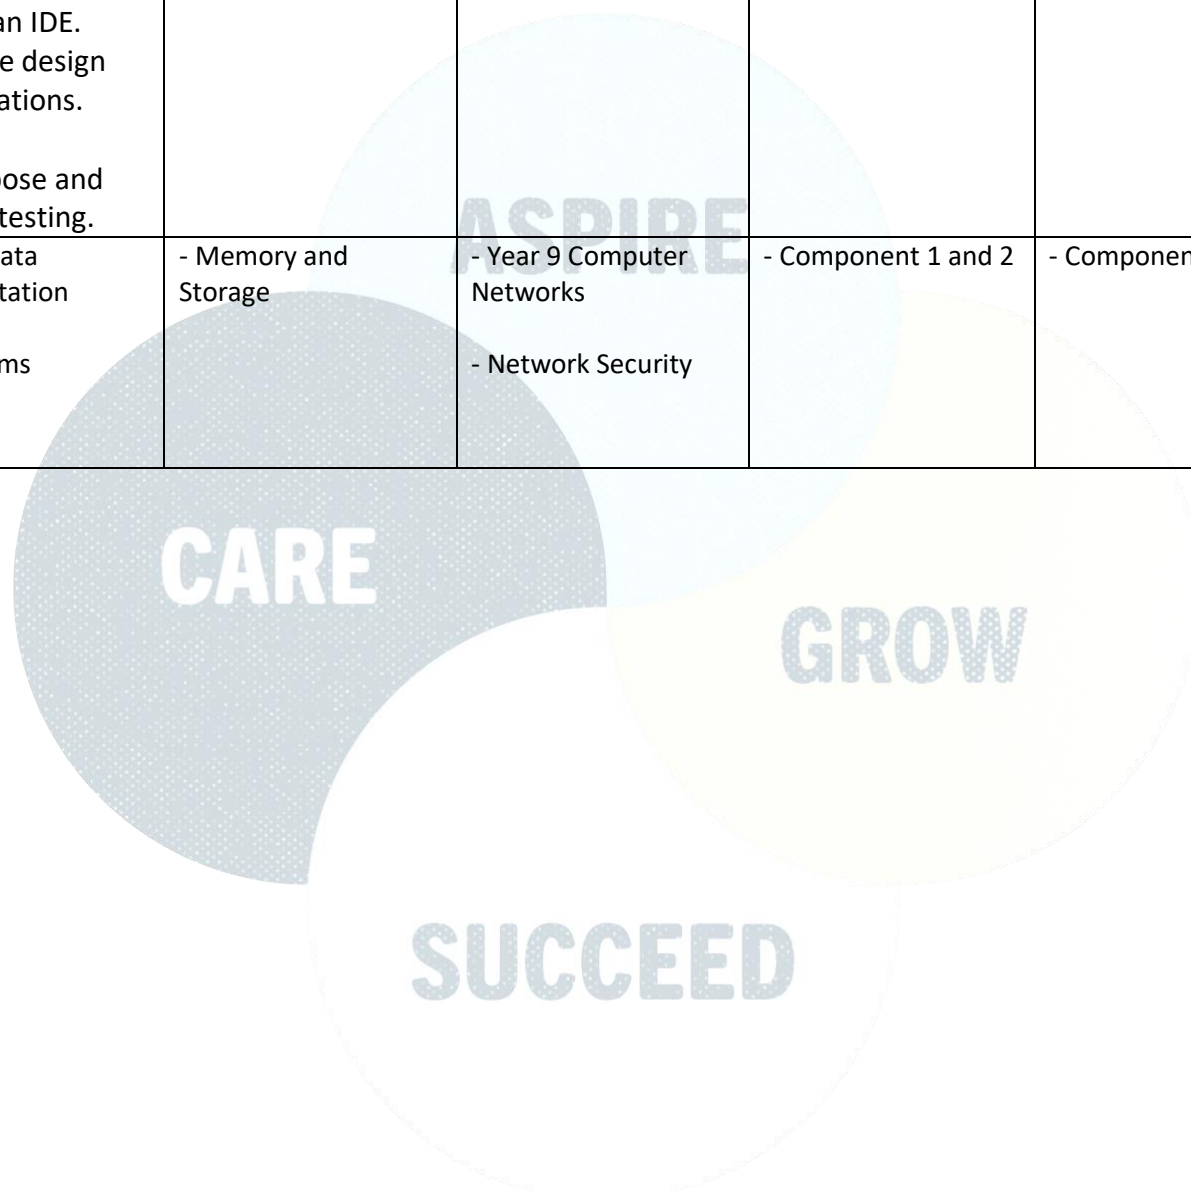 an IDE.
e design
ations.
ose and
testing.
ata
tation
ms
- Memory and
Storage
- Year 9 Computer
Networks
- Network Security
- Component 1 and 2
- Componen
ASPIRE
CARE
GROW
SUCCEED